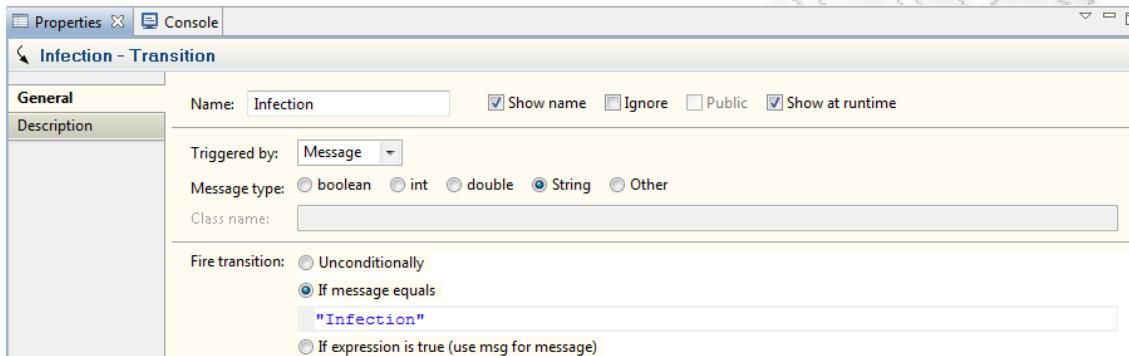 Properties Console
Infection - Transition
General
Description
Name: Infection Show name Ignore Public Show at runtime
Triggered by: Message
Message type: boolean int double String Other
Class name:
Fire transition: Unconditionally
If message equals
"Infection"
If expression is true (use msg for message)